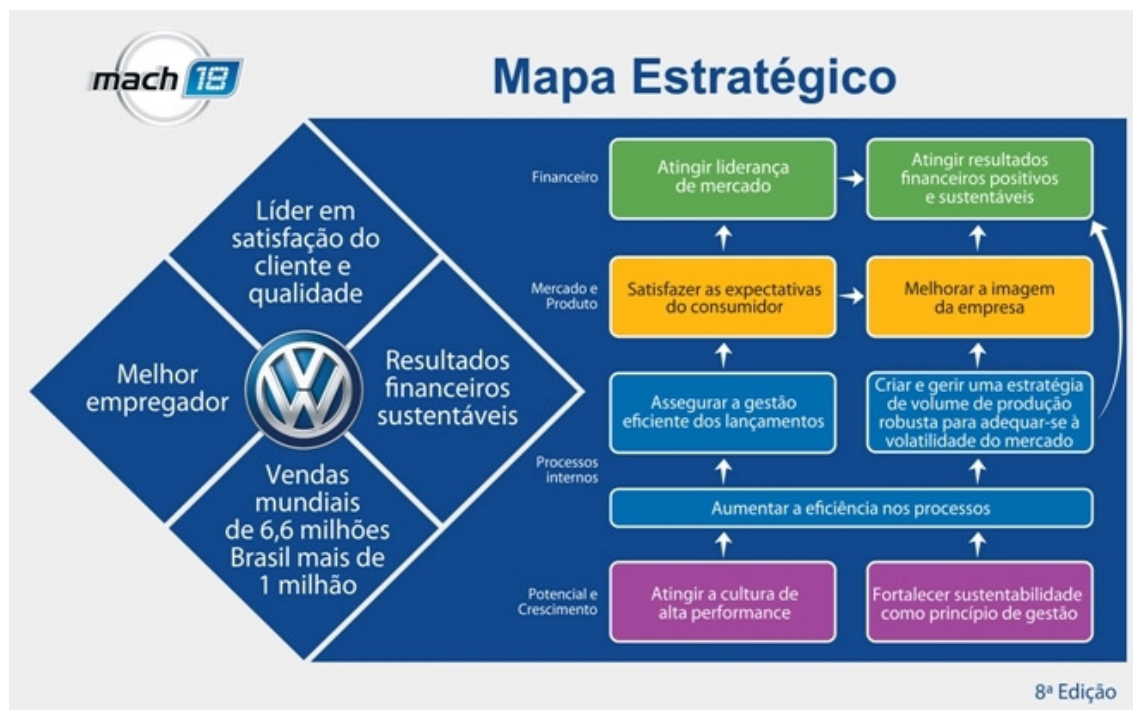 mach 18
Mapa Estratégico
Líder em
satisfação do
cliente e
qualidade
Melhor
empregador
Resultados
financeiros
sustentáveis
Vendas
mundiais
de 6,6 milhões
Brasil mais de
1 milhão
Financeiro
Atingir liderança
de mercado
Atingir resultados
financeiros positivos
e sustentáveis
Mercado e
Produto
Satisfazer as expectativas
do consumidor
Melhorar a imagem
da empresa
Assegurar a gestão
eficiente dos lançamentos
Criar e gerir uma estratégia
de volume de produção
robusta para adequar-se à
volatilidade do mercado
Processos
internos
Aumentar a eficiência nos processos
Potencial e
Crescimento
Atingir a cultura de
alta performance
Fortalecer sustentabilidade
como princípio de gestão
8ª Edição